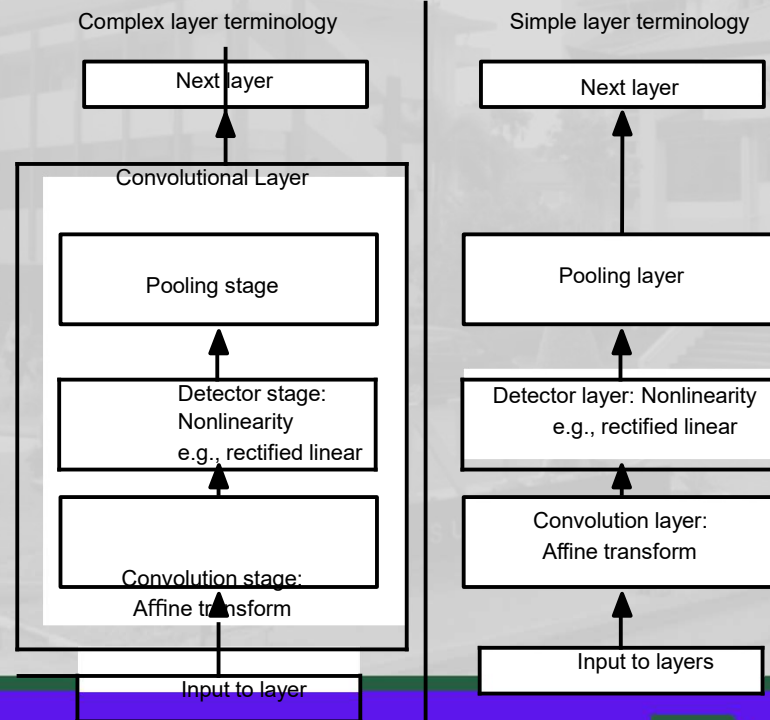 Complex layer terminology
Next layer
Convolutional Layer
Pooling stage
Detector stage:
Nonlinearity
e.g., rectified linear
Convolution stage:
Affine transform
Input to layer
Simple layer terminology
Next layer
Pooling layer
Detector layer: Nonlinearity
e.g., rectified linear
Convolution layer:
Affine transform
Input to layers